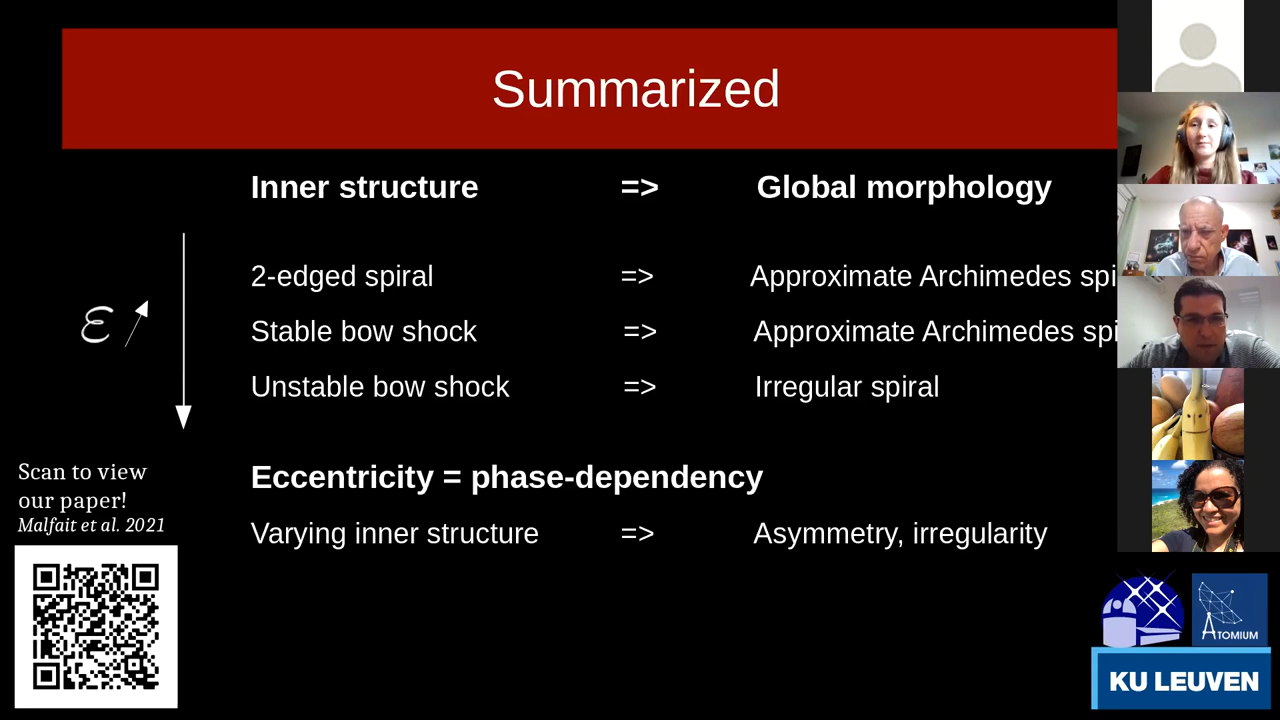 Summarized
Inner structure => Global morphology
2-edged spiral => Approximate Archimedes spi
Stable bow shock => Approximate Archimedes spi
Unstable bow shock => Irregular spiral
ε
Eccentricity = phase-dependency
Varying inner structure => Asymmetry, irregularity
Scan to view
our paper!
Malfait et al. 2021
ATOMIUM
KU LEUVEN